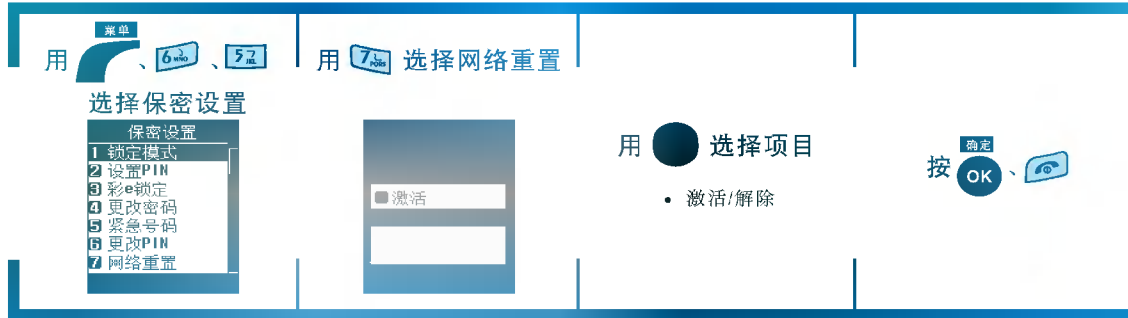 菜单
用 、6 MNO、5 JKL
选择保密设置
保密设置
1 锁定模式
2 设置PIN
3 彩e锁定
4 更改密码
5 紧急号码
6 更改PIN
7 网络重置
用 7 PQRS 选择网络重置
激活
用 选择项目
• 激活/解除
确定
按 OK 、